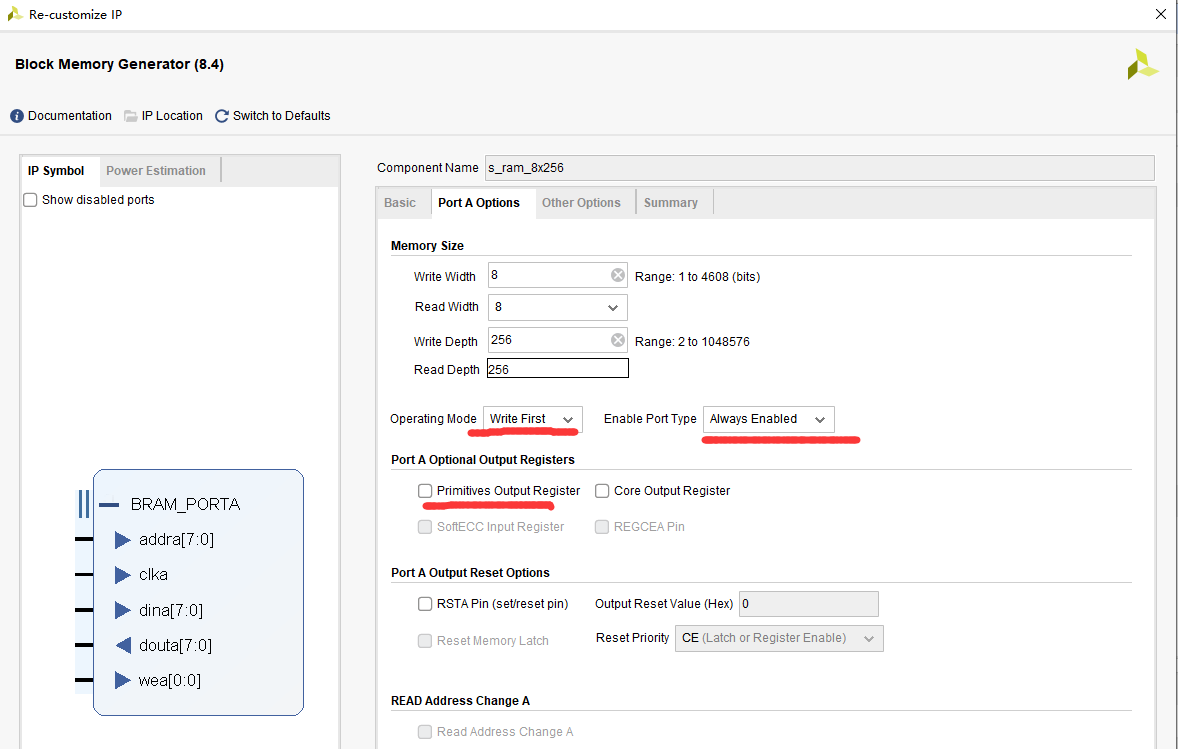 Re-customize IP
Block Memory Generator (8.4)
Documentation IP Location Switch to Defaults
IP Symbol Power Estimation
Show disabled ports
BRAM_PORTA
addra[7:0]
clka
dina[7:0]
douta[7:0]
wea[0:0]
Component Name s_ram_8x256
Basic Port A Options Other Options Summary
Memory Size
Write Width 8 Range: 1 to 4608 (bits)
Read Width 8
Write Depth 256 Range: 2 to 1048576
Read Depth 256
Operating Mode Write First Enable Port Type Always Enabled
Port A Optional Output Registers
Primitives Output Register Core Output Register
SoftECC Input Register REGCEA Pin
Port A Output Reset Options
RSTA Pin (set/reset pin) Output Reset Value (Hex) 0
Reset Memory Latch Reset Priority CE (Latch or Register Enable)
READ Address Change A
Read Address Change A